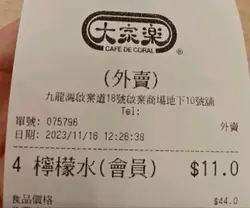 大家樂®
CAFE DE CORAL
(外賣)
九龍灣啟業道18號啟業商場地下10號舖
Tel:
單號: 075796 外賣
日期: 2023/11/16 12:26:38
4 檸檬水(會員) $11.0
食品價格 $44.0